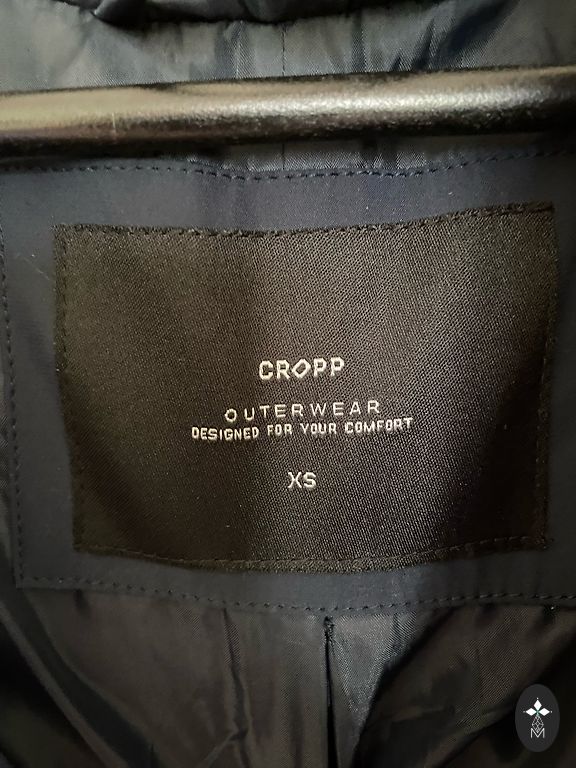 CROPP
OUTERWEAR
DESIGNED FOR YOUR COMFORT
XS
M